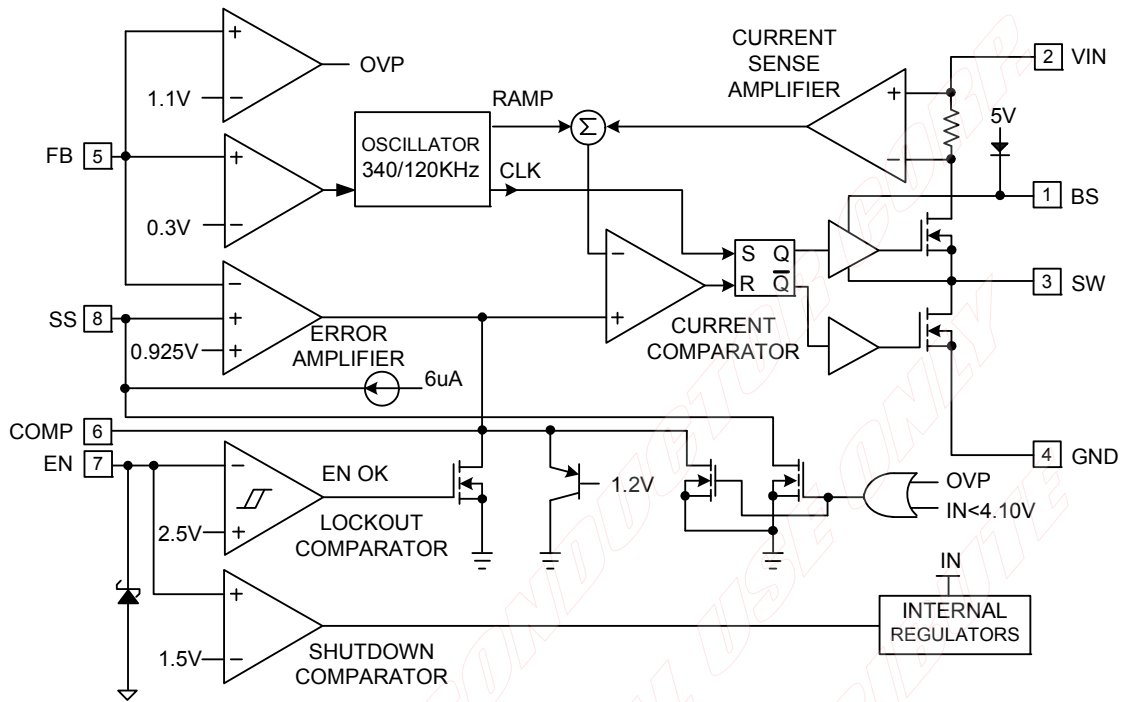 CURRENT
SENSE
AMPLIFIER
2 VIN
+
OVP
1.1V
−
RAMP
+
5V
FB 5
+
OSCILLATOR
340/120KHz
Σ
−
CLK
1 BS
0.3V
−
−
S Q
R Q̅
3 SW
SS 8
−
+
0.925V
+
ERROR
AMPLIFIER
+
CURRENT
COMPARATOR
6uA
COMP 6
EN 7
−
EN OK
1.2V
4 GND
OVP
IN<4.10V
2.5V
+
LOCKOUT
COMPARATOR
IN
+
INTERNAL
REGULATORS
1.5V
−
SHUTDOWN
COMPARATOR